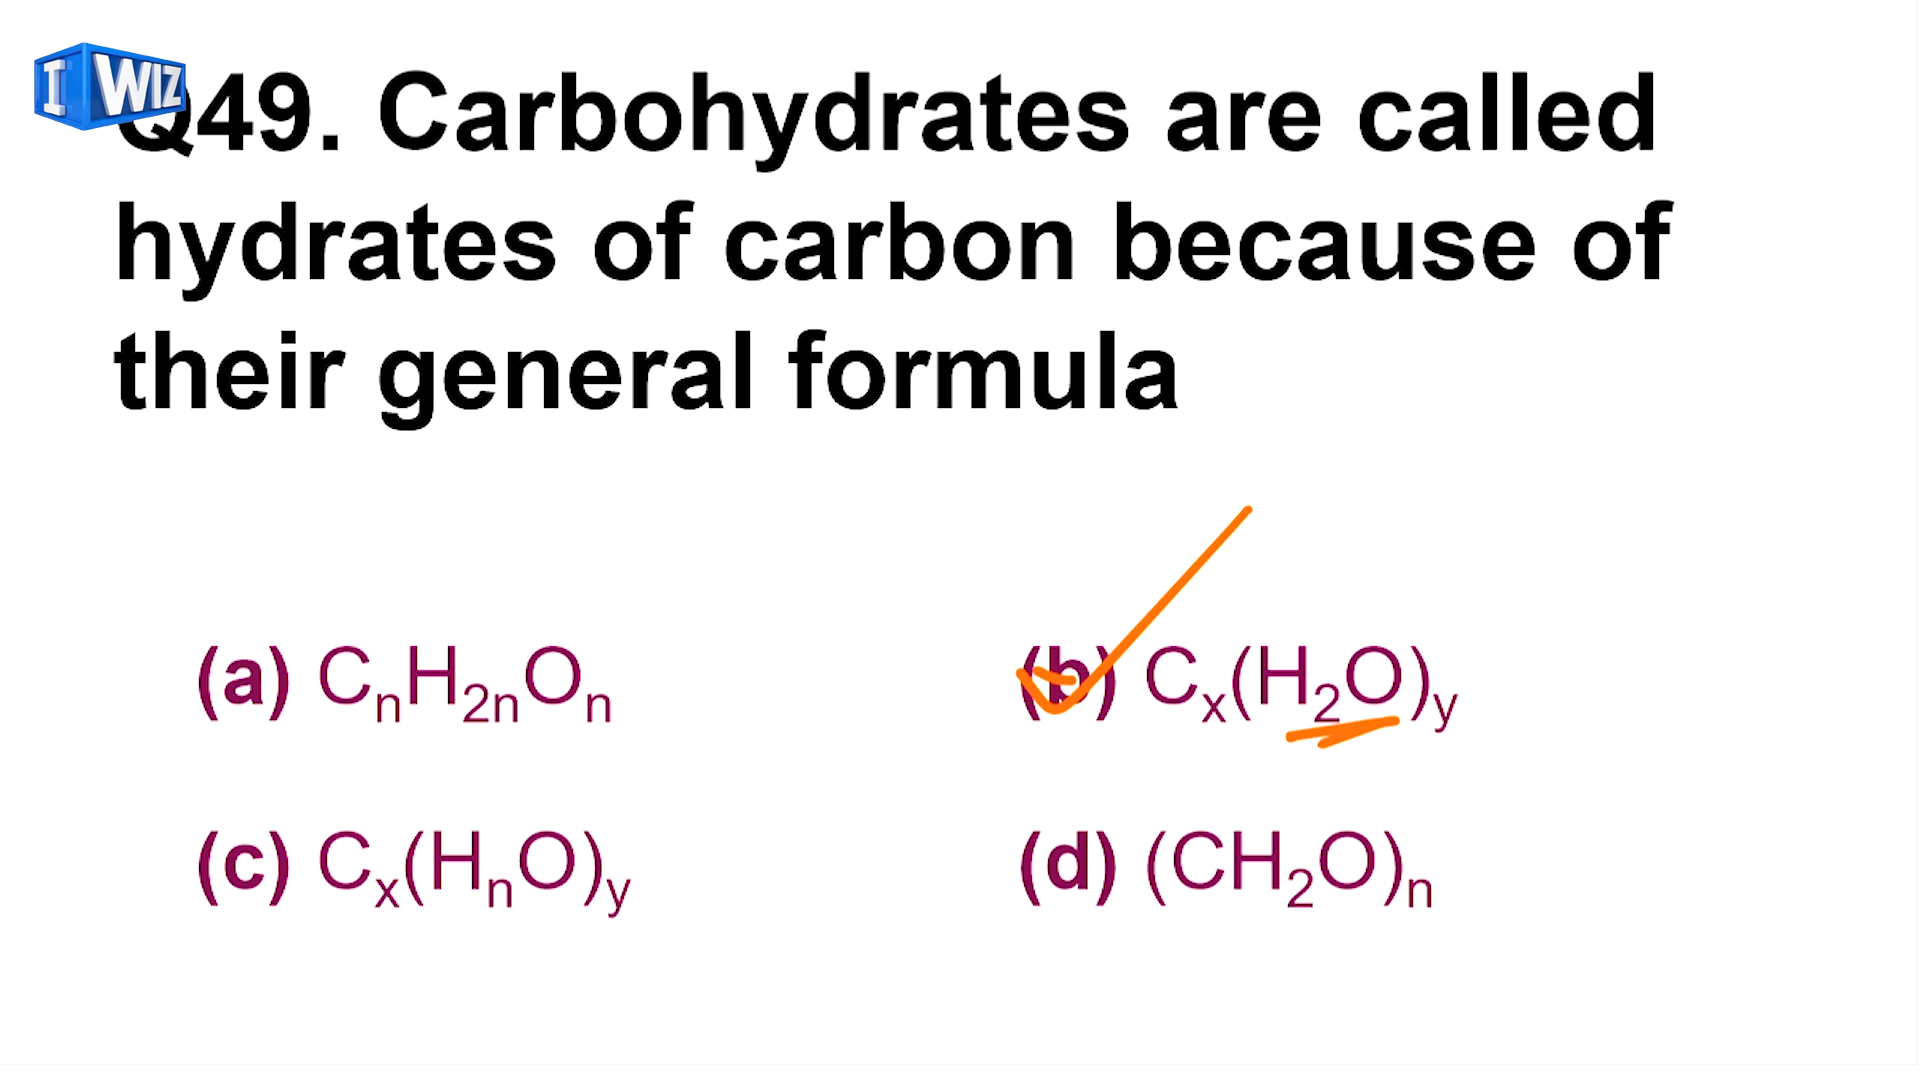 I WIZ
Q49. Carbohydrates are called
hydrates of carbon because of
their general formula
(a) CₙH₂ₙOₙ (b) Cₓ(H₂O)ᵧ
(c) Cₓ(HₙO)ᵧ (d) (CH₂O)ₙ